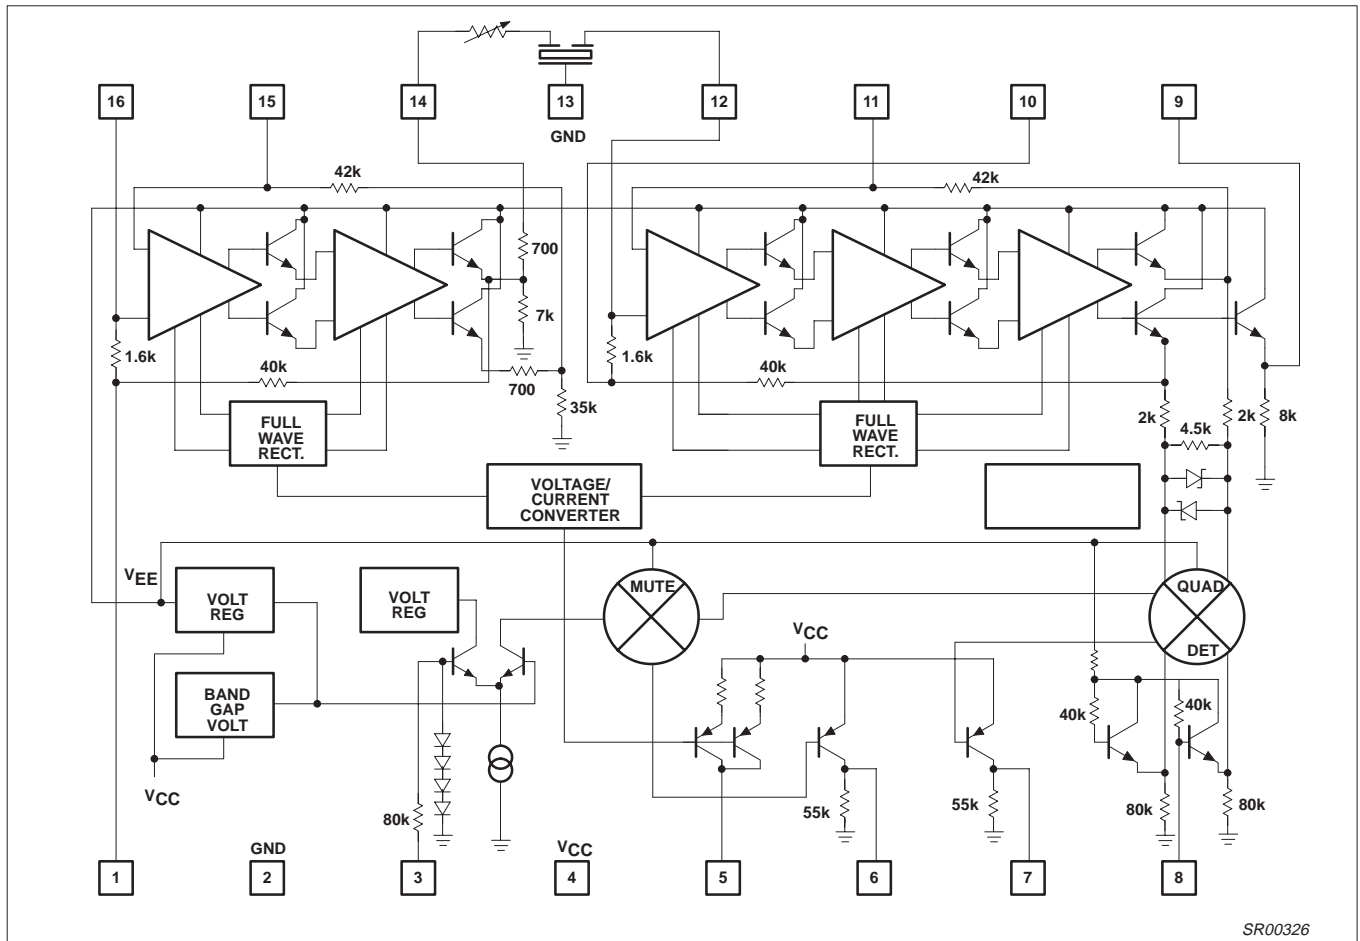 16
15
14
13
12
11
10
9
GND
42k
42k
700
7k
1.6k
40k
700
35k
1.6k
40k
2k
2k
8k
4.5k
FULL
WAVE
RECT.
FULL
WAVE
RECT.
VOLTAGE/
CURRENT
CONVERTER
VEE
VOLT
REG
VOLT
REG
MUTE
QUAD
DET
VCC
BAND
GAP
VOLT
40k
40k
VCC
80k
55k
55k
80k
80k
GND
VCC
1
2
3
4
5
6
7
8
SR00326